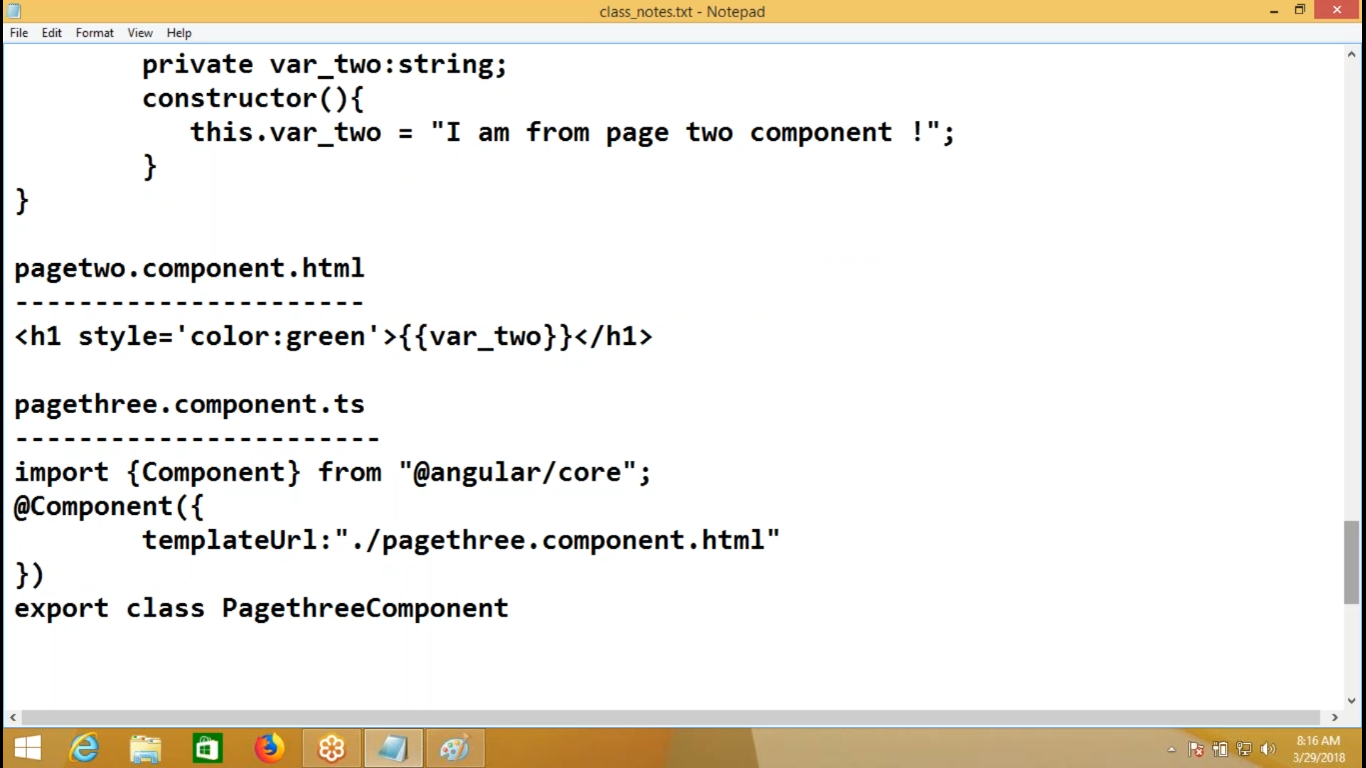 class_notes.txt - Notepad
File Edit Format View Help
private var_two:string;
constructor(){
this.var_two = "I am from page two component !";
}
}
pagetwo.component.html
----------------------
<h1 style='color:green'>{{var_two}}</h1>
pagethree.component.ts
-----------------------
import {Component} from "@angular/core";
@Component({
templateUrl:"./pagethree.component.html"
})
export class PagethreeComponent
8:16 AM
3/29/2018